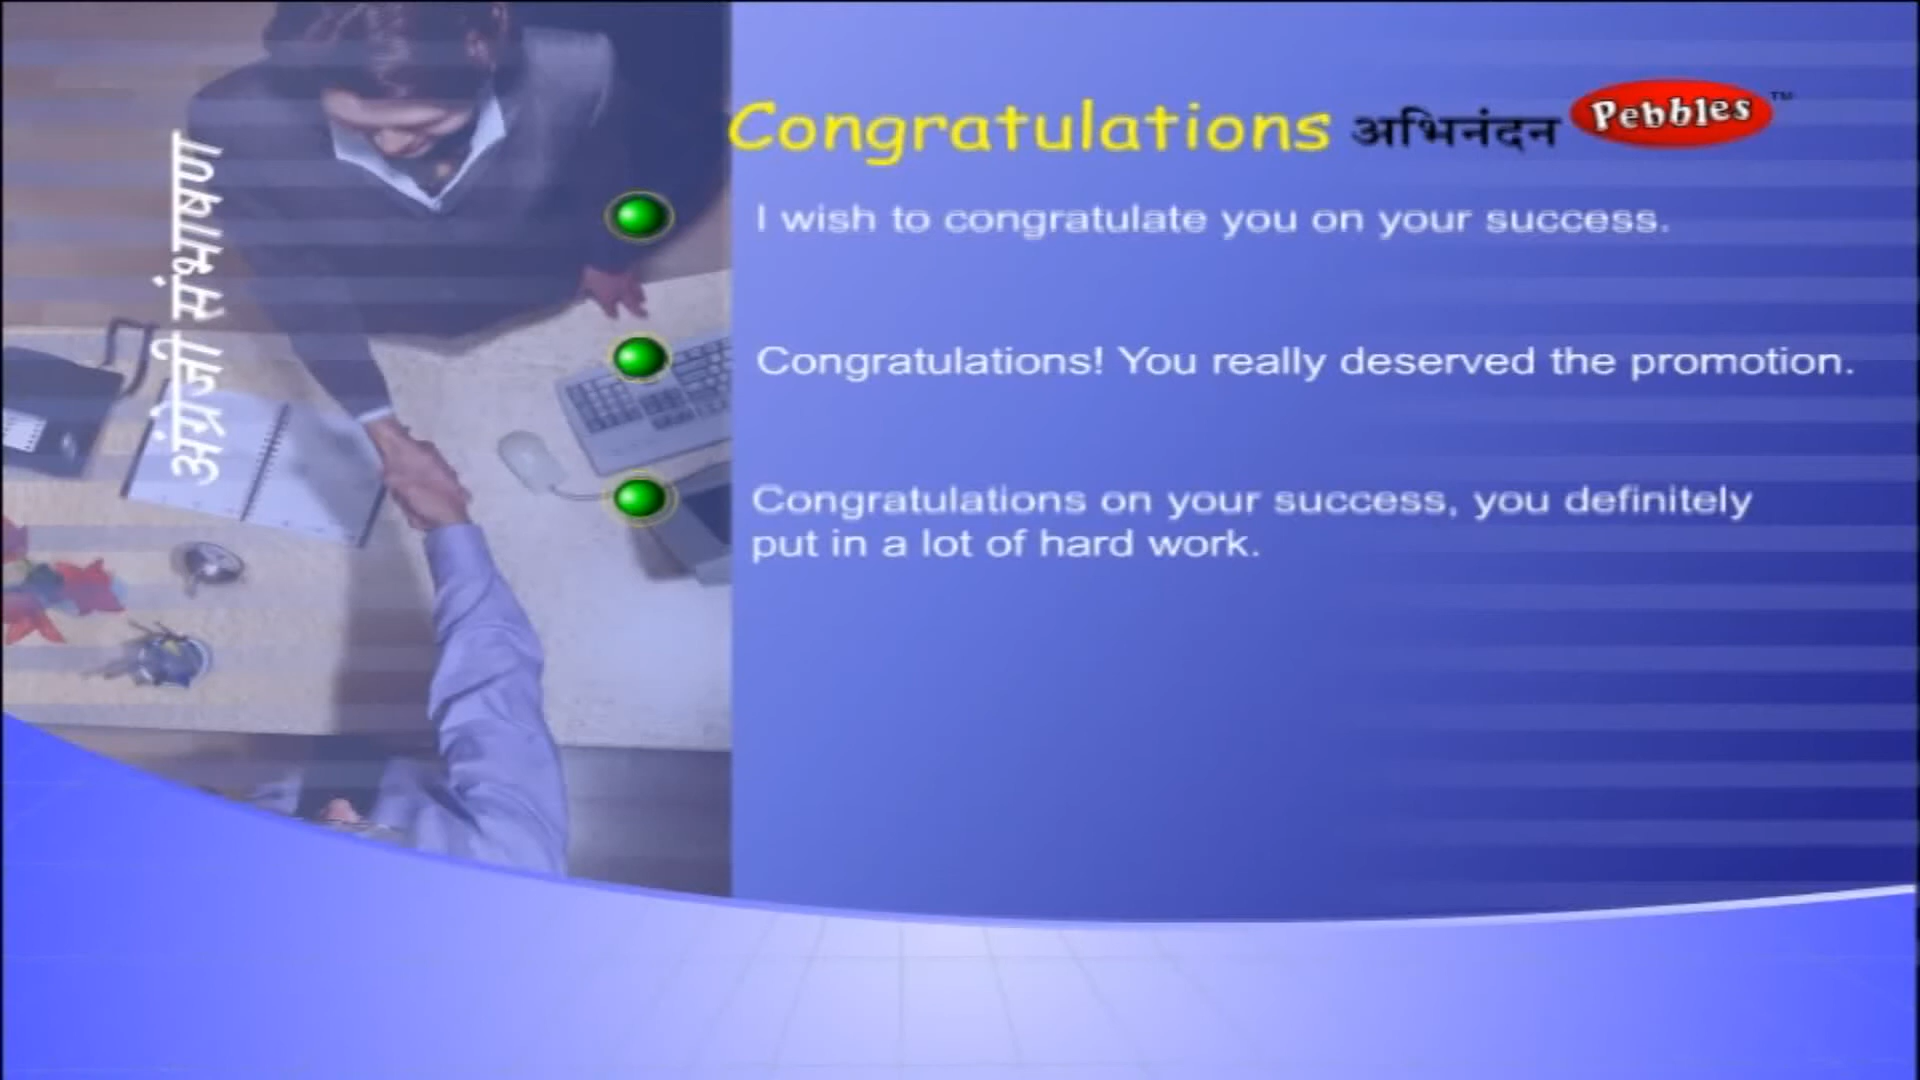 Congratulations अभिनंदन Pebbles™
I wish to congratulate you on your success.
Congratulations! You really deserved the promotion.
Congratulations on your success, you definitely
put in a lot of hard work.
अंग्रेजी संभाषण